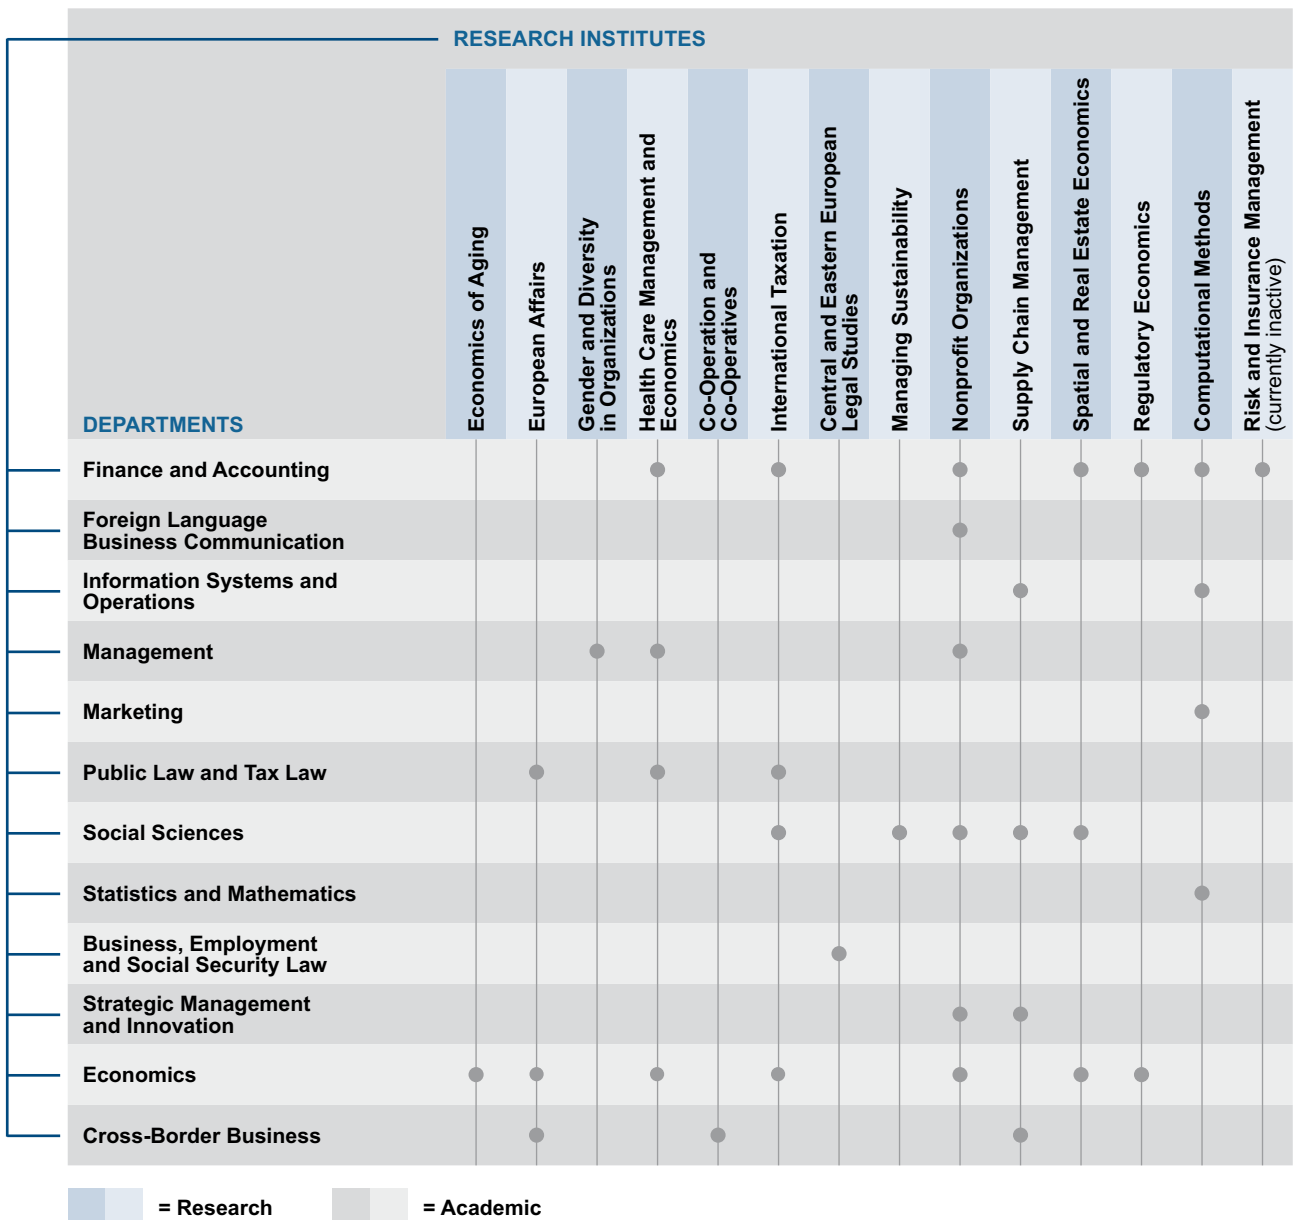 RESEARCH INSTITUTES
Economics of Aging
European Affairs
Gender and Diversity
in Organizations
Health Care Management and
Economics
Co-Operation and
Co-Operatives
International Taxation
Central and Eastern European
Legal Studies
Managing Sustainability
Nonprofit Organizations
Supply Chain Management
Spatial and Real Estate Economics
Regulatory Economics
Computational Methods
Risk and Insurance Management
(currently inactive)
DEPARTMENTS
Finance and Accounting
Foreign Language
Business Communication
Information Systems and
Operations
Management
Marketing
Public Law and Tax Law
Social Sciences
Statistics and Mathematics
Business, Employment
and Social Security Law
Strategic Management
and Innovation
Economics
Cross-Border Business
= Research
= Academic